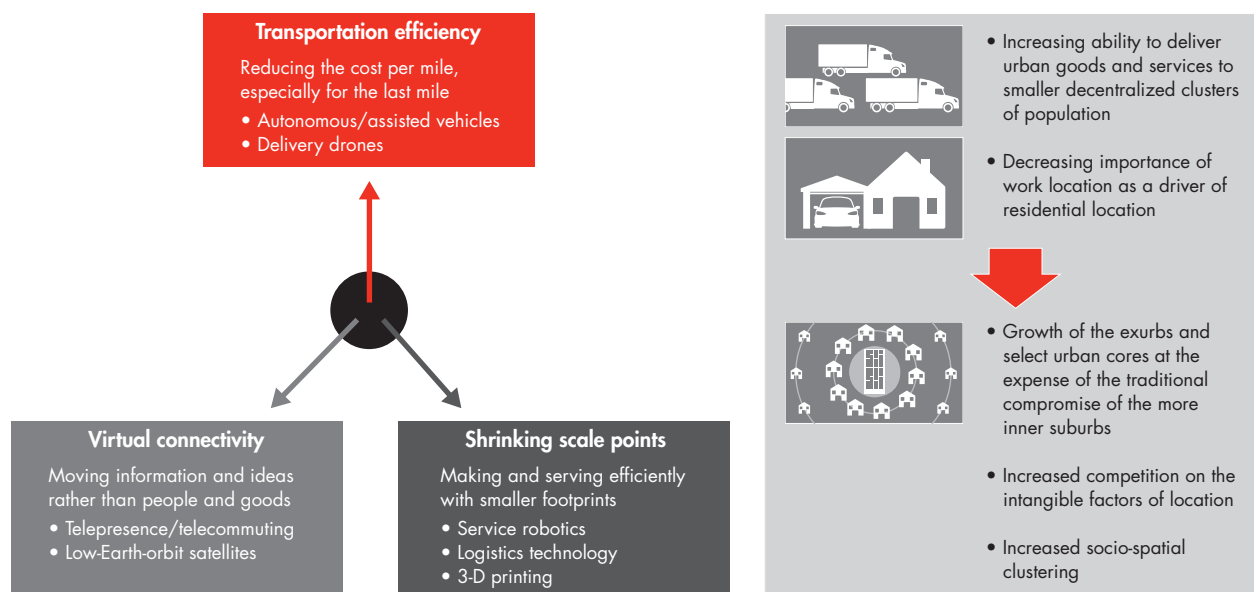 Transportation efficiency
Reducing the cost per mile,
especially for the last mile
• Autonomous/assisted vehicles
• Delivery drones
Virtual connectivity
Moving information and ideas
rather than people and goods
• Telepresence/telecommuting
• Low-Earth-orbit satellites
Shrinking scale points
Making and serving efficiently
with smaller footprints
• Service robotics
• Logistics technology
• 3-D printing
• Increasing ability to deliver
urban goods and services to
smaller decentralized clusters
of population
• Decreasing importance of
work location as a driver of
residential location
• Growth of the exurbs and
select urban cores at the
expense of the traditional
compromise of the more
inner suburbs
• Increased competition on the
intangible factors of location
• Increased socio-spatial
clustering